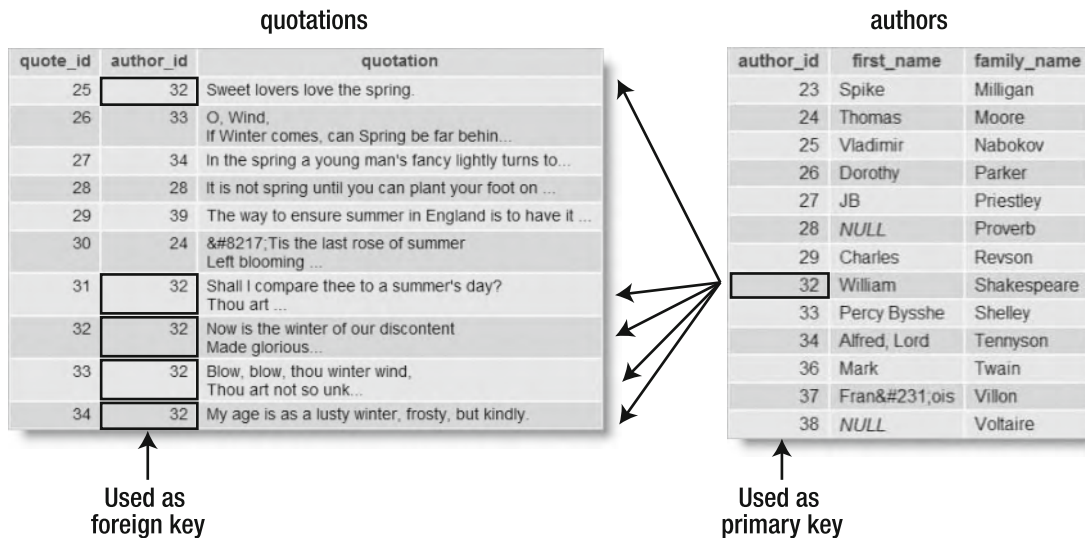 quotations
quote_id author_id quotation
25 32 Sweet lovers love the spring.
26 33 O, Wind,
If Winter comes, can Spring be far behin...
27 34 In the spring a young man's fancy lightly turns to...
28 28 It is not spring until you can plant your foot on ...
29 39 The way to ensure summer in England is to have it ...
30 24 &#8217;Tis the last rose of summer
Left blooming ...
31 32 Shall I compare thee to a summer's day?
Thou art ...
32 32 Now is the winter of our discontent
Made glorious...
33 32 Blow, blow, thou winter wind,
Thou art not so unk...
34 32 My age is as a lusty winter, frosty, but kindly.
Used as
foreign key
authors
author_id first_name family_name
23 Spike Milligan
24 Thomas Moore
25 Vladimir Nabokov
26 Dorothy Parker
27 JB Priestley
28 NULL Proverb
29 Charles Revson
32 William Shakespeare
33 Percy Bysshe Shelley
34 Alfred, Lord Tennyson
36 Mark Twain
37 Fran&#231;ois Villon
38 NULL Voltaire
Used as
primary key